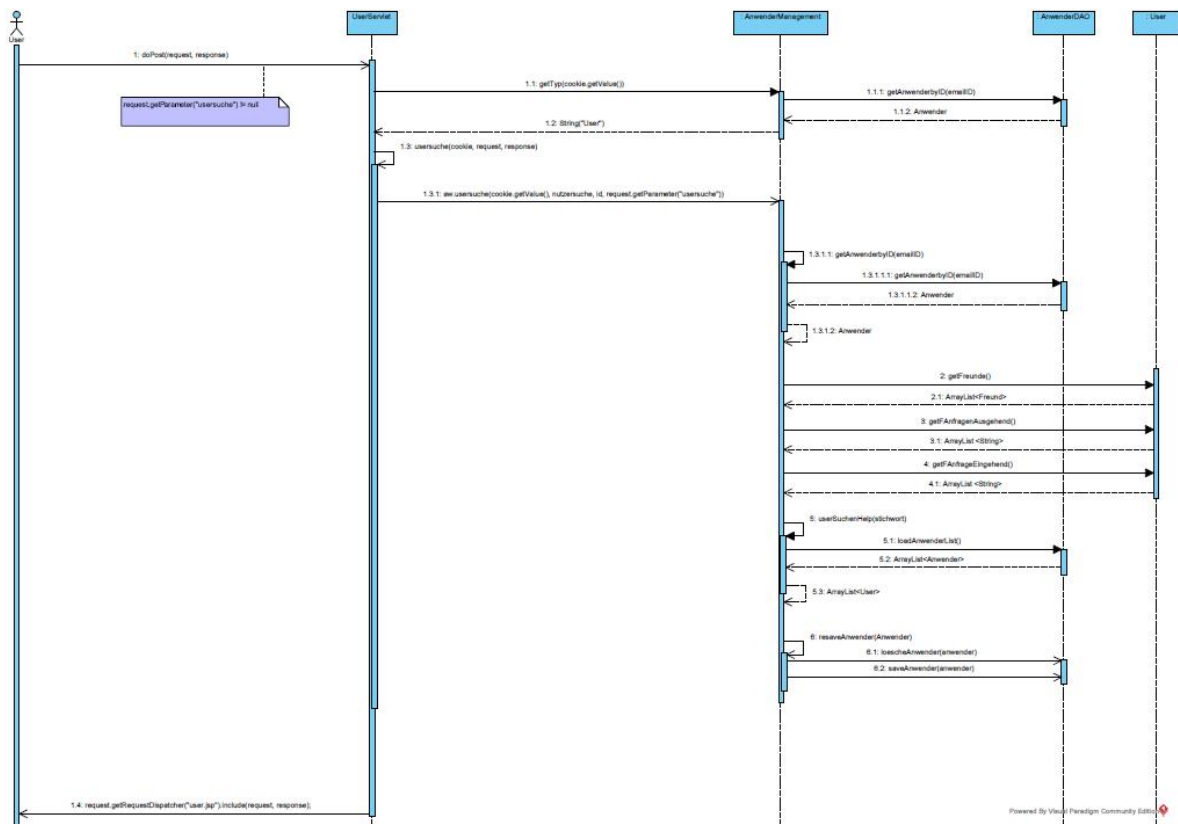 User
UserServlet
: AnwenderManagement
: AnwenderDAO
: User
1: doPost(request, response)
request.getParameter("usersuche") != null
1.1: getTyp(cookie.getValue())
1.1.1: getAnwenderbyID(emailID)
1.1.2: Anwender
1.2: String("User")
1.3: usersuche(cookie, request, response)
1.3.1: aw.usersuche(cookie.getValue(), nutzersuche, id, request.getParameter("usersuche"))
1.3.1.1: getAnwenderbyID(emailID)
1.3.1.1.1: getAnwenderbyID(emailID)
1.3.1.1.2: Anwender
1.3.1.2: Anwender
2: getFreunde()
2.1: ArrayList<Freund>
3: getFAnfragenAusgehend()
3.1: ArrayList <String>
4: getFAnfrageEingehend()
4.1: ArrayList <String>
5: userSuchenHelp(stichwort)
5.1: loadAnwenderList()
5.2: ArrayList<Anwender>
5.3: ArrayList<User>
6: resaveAnwender(Anwender)
6.1: loescheAnwender(anwender)
6.2: saveAnwender(anwender)
1.4: request.getRequestDispatcher("user.jsp").include(request, response);
Powered By Visual Paradigm Community Edition